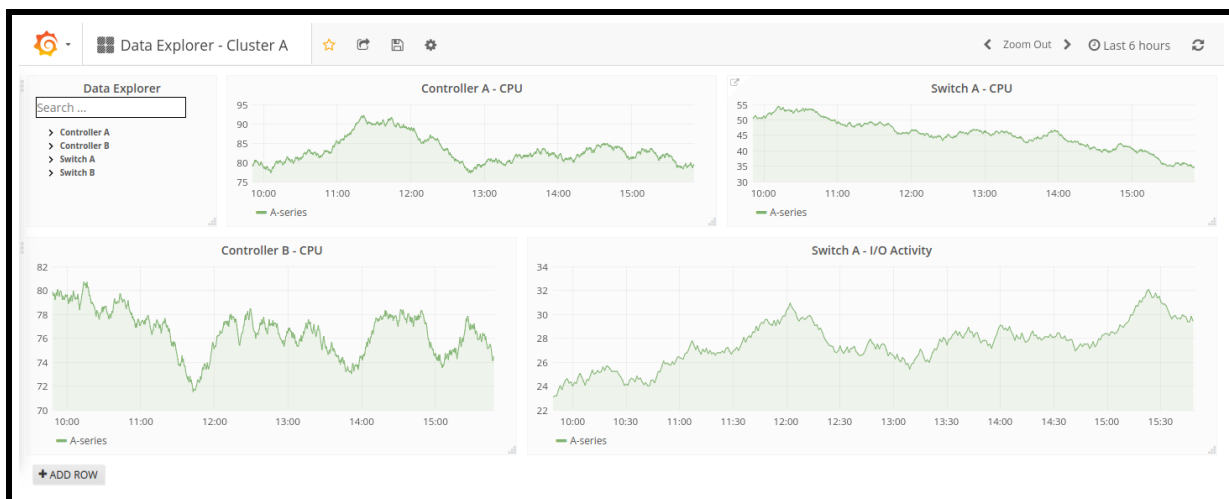 Data Explorer - Cluster A
Zoom Out
Last 6 hours
Data Explorer
Search ...
Controller A
Controller B
Switch A
Switch B
Controller A - CPU
95
90
85
80
75
10:00 11:00 12:00 13:00 14:00 15:00
A-series
Switch A - CPU
55
50
45
40
35
30
10:00 11:00 12:00 13:00 14:00 15:00
A-series
Controller B - CPU
82
80
78
76
74
72
70
10:00 11:00 12:00 13:00 14:00 15:00
A-series
Switch A - I/O Activity
34
32
30
28
26
24
22
10:00 10:30 11:00 11:30 12:00 12:30 13:00 13:30 14:00 14:30 15:00 15:30
A-series
+ ADD ROW